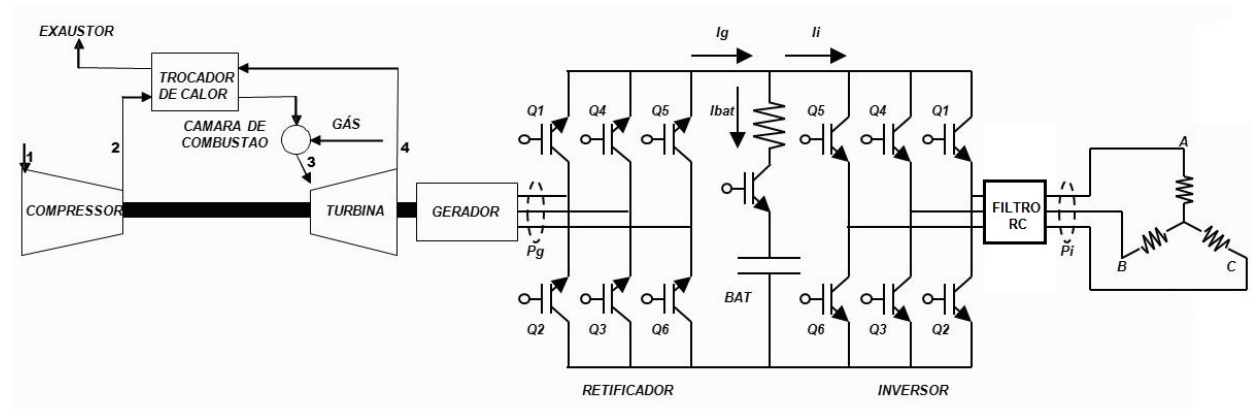 EXAUSTOR
TROCADOR
DE CALOR
CAMARA DE
COMBUSTAO
GÁS
1
2
3
4
COMPRESSOR
TURBINA
GERADOR
Pg
Ig
Ii
Ibat
Q1
Q4
Q5
Q2
Q3
Q6
BAT
Q5
Q4
Q1
Q6
Q3
Q2
RETIFICADOR
INVERSOR
FILTRO
RC
Pi
A
B
C